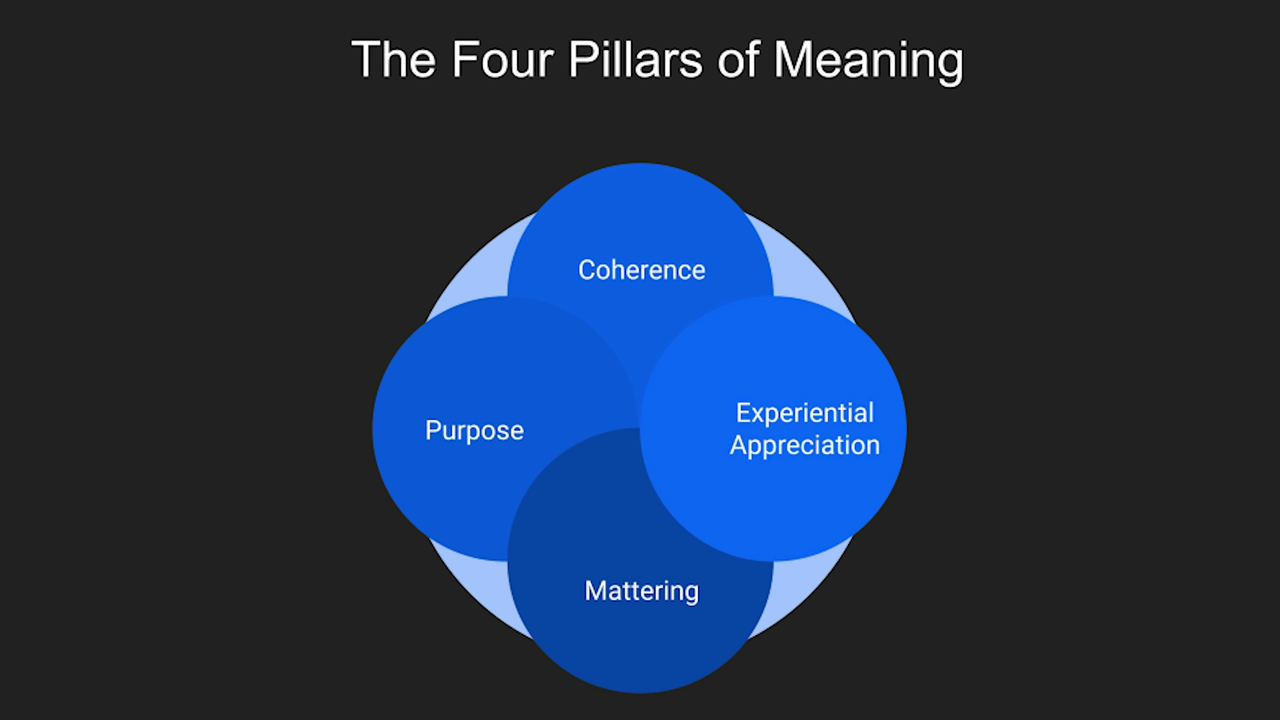 The Four Pillars of Meaning
Coherence
Purpose
Experiential
Appreciation
Mattering